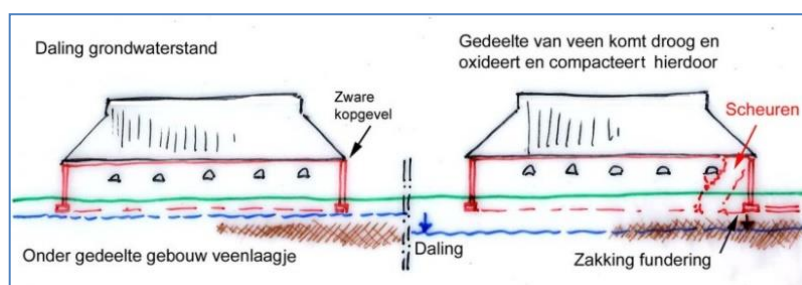 Daling grondwaterstand
Zware
kopgevel
Onder gedeelte gebouw veenlaagje
Gedeelte van veen komt droog en
oxideert en compacteert hierdoor
Scheuren
Daling
Zakking fundering